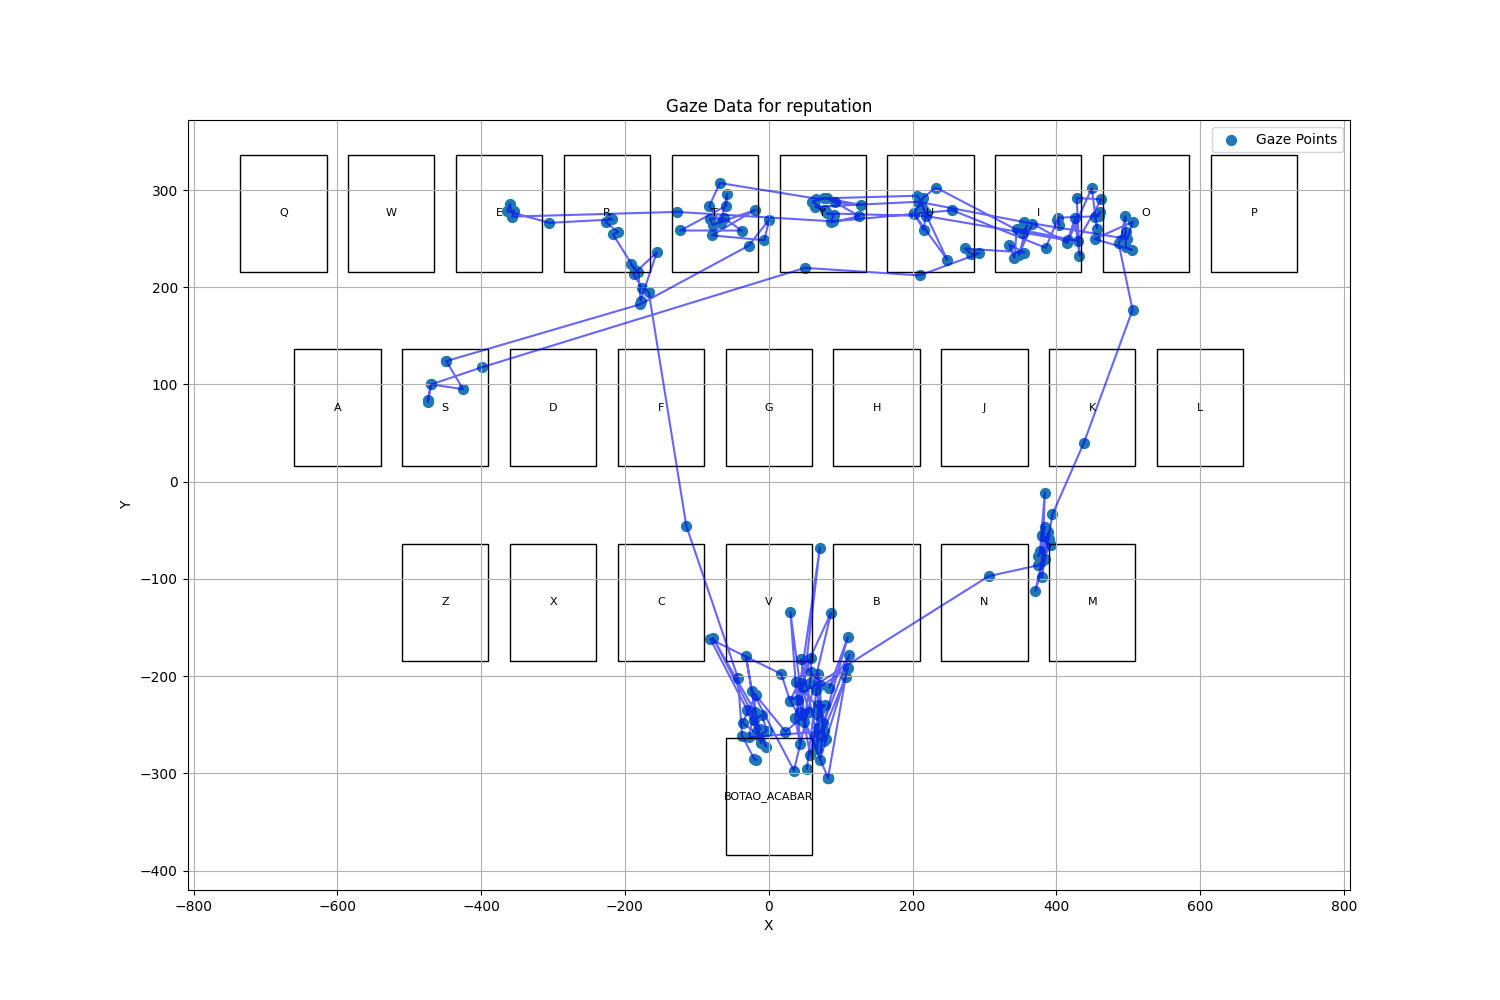 Gaze Data for reputation
Gaze Points
300
200
100
0
−100
−200
−300
−400
Y
Q W E R T Y U I O P
A S D F G H J K L
Z X C V B N M
BOTAO_ACABAR
−800 −600 −400 −200 0 200 400 600 800
X